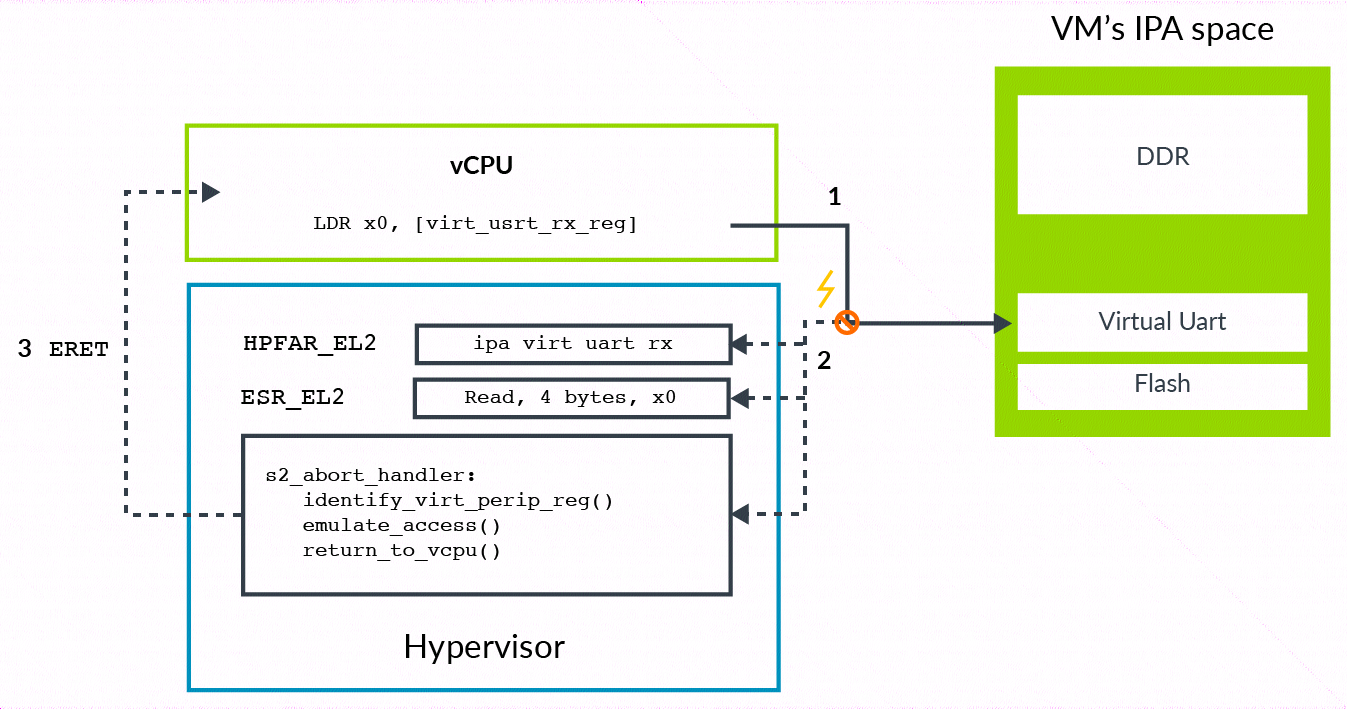 VM’s IPA space
DDR
vCPU
1
LDR x0, [virt_usrt_rx_reg]
Virtual Uart
3 ERET
HPFAR_EL2
ipa virt uart rx
2
Flash
ESR_EL2
Read, 4 bytes, x0
s2_abort_handler:
identify_virt_perip_reg()
emulate_access()
return_to_vcpu()
Hypervisor